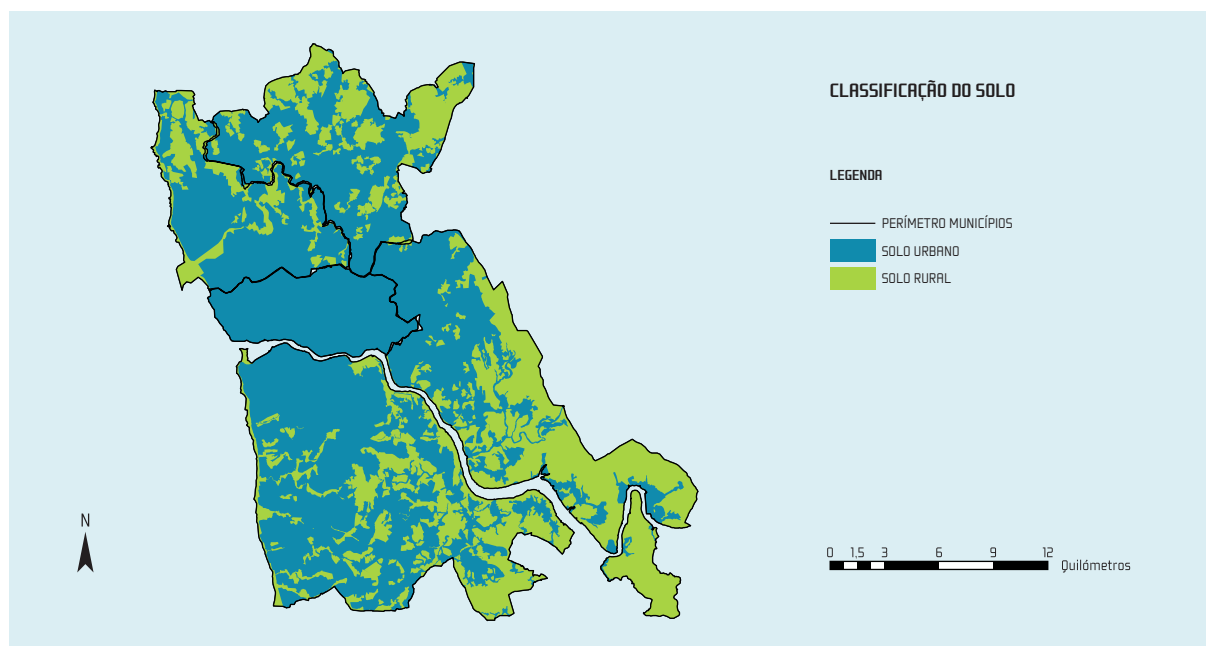 CLASSIFICAÇÃO DO SOLO
LEGENDA
PERÍMETRO MUNICÍPIOS
SOLO URBANO
SOLO RURAL
N
0 1,5 3 6 9 12
Quilómetros